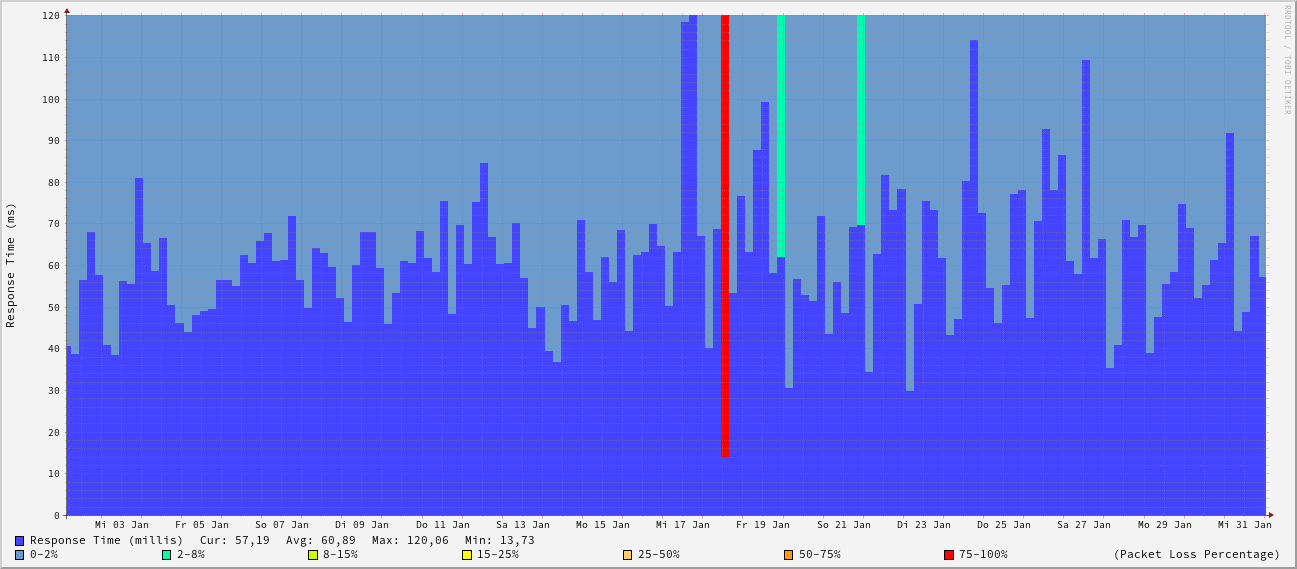 RRDTOOL / TOBI OETIKER
Response Time (ms)
120
110
100
90
80
70
60
50
40
30
20
10
0
Mi 03 Jan Fr 05 Jan So 07 Jan Di 09 Jan Do 11 Jan Sa 13 Jan Mo 15 Jan Mi 17 Jan Fr 19 Jan So 21 Jan Di 23 Jan Do 25 Jan Sa 27 Jan Mo 29 Jan Mi 31 Jan
Response Time (millis) Cur: 57,19 Avg: 60,89 Max: 120,06 Min: 13,73
0-2% 2-8% 8-15% 15-25% 25-50% 50-75% 75-100% (Packet Loss Percentage)